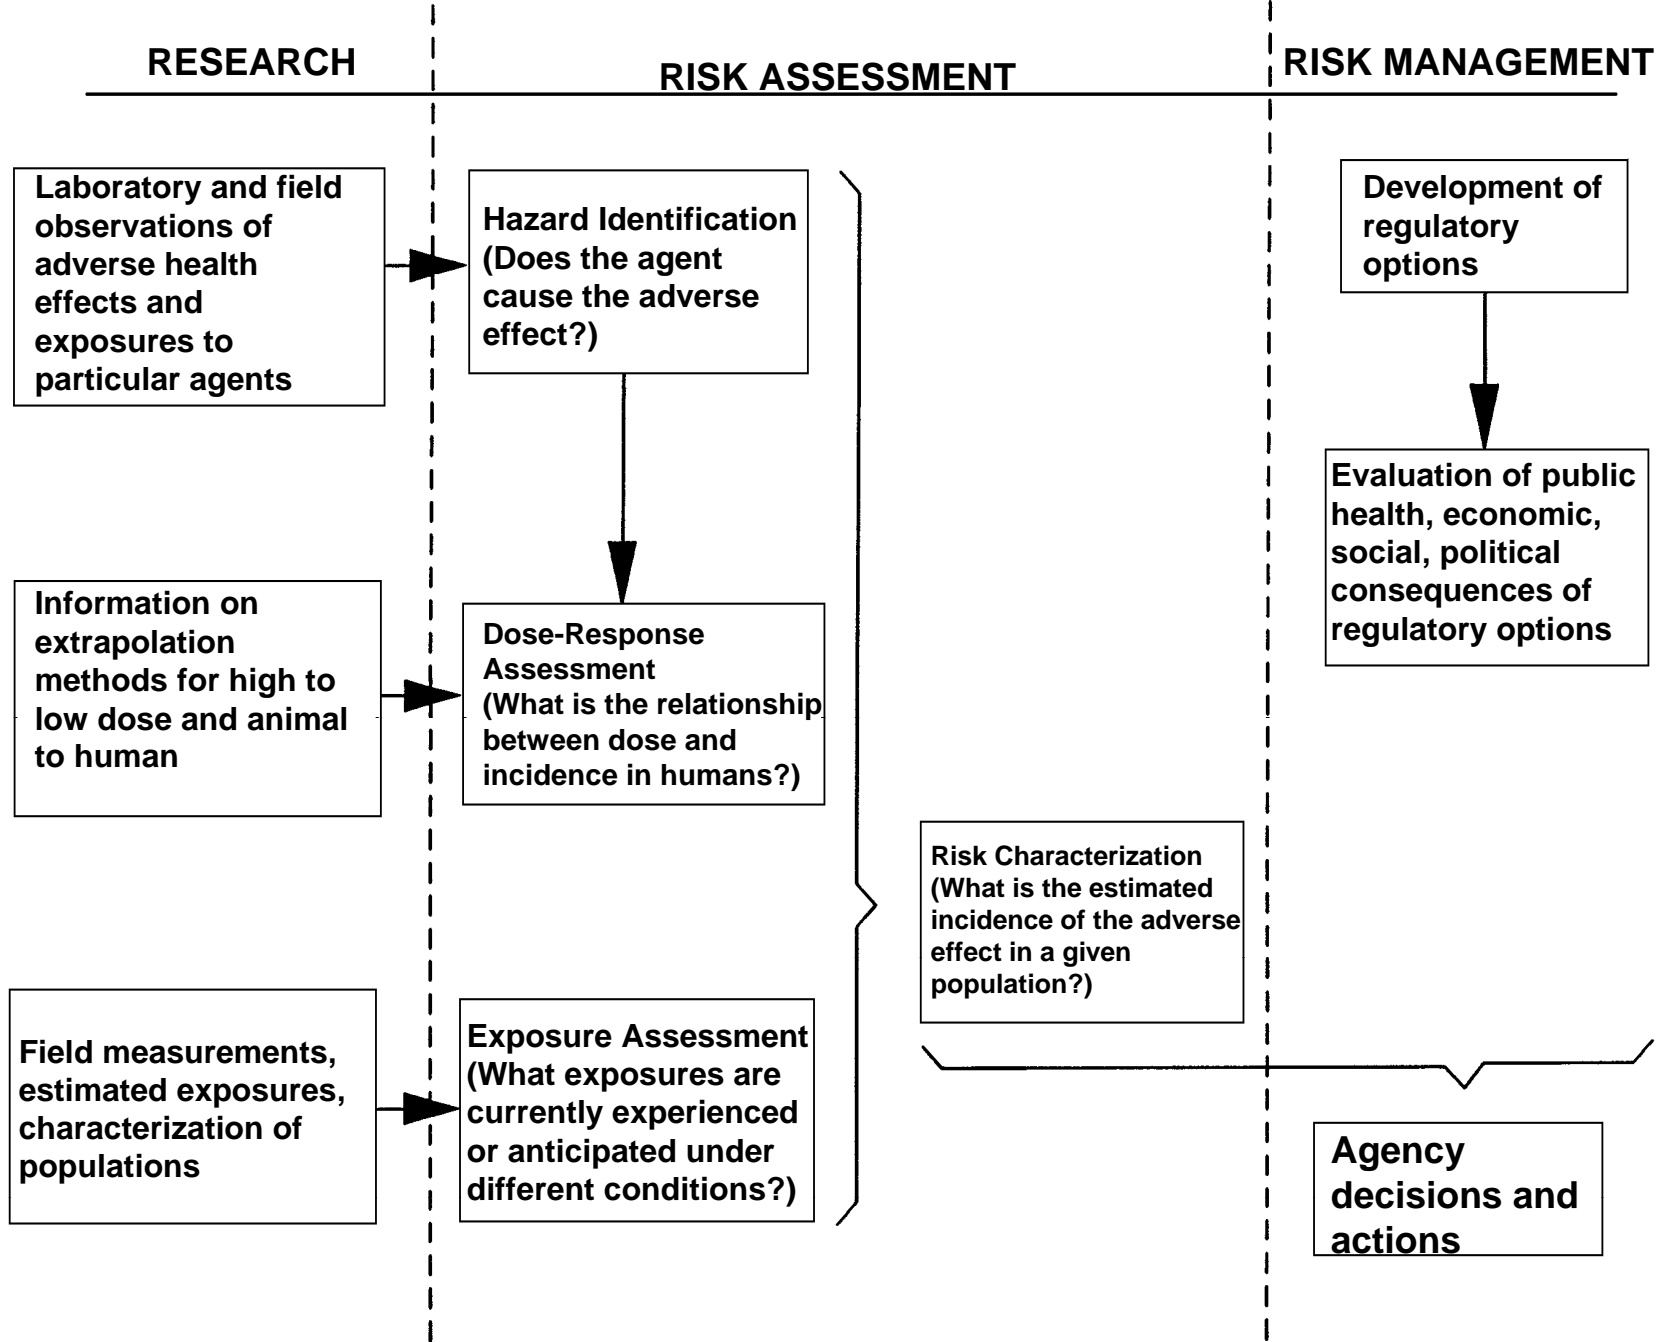 RESEARCH
RISK ASSESSMENT
RISK MANAGEMENT
Laboratory and field
observations of
adverse health
effects and
exposures to
particular agents
Hazard Identification
(Does the agent
cause the adverse
effect?)
Development of
regulatory
options
Evaluation of public
health, economic,
social, political
consequences of
regulatory options
Information on
extrapolation
methods for high to
low dose and animal
to human
Dose-Response
Assessment
(What is the relationship
between dose and
incidence in humans?)
Risk Characterization
(What is the estimated
incidence of the adverse
effect in a given
population?)
Field measurements,
estimated exposures,
characterization of
populations
Exposure Assessment
(What exposures are
currently experienced
or anticipated under
different conditions?)
Agency
decisions and
actions